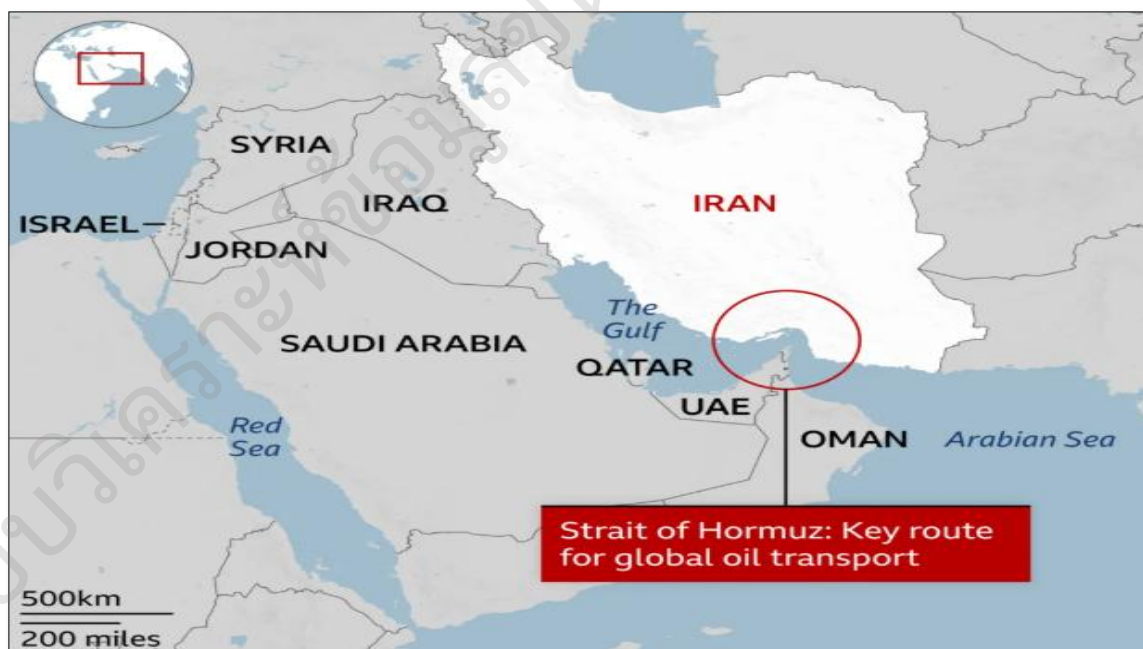 SYRIA
ISRAEL
IRAQ
IRAN
JORDAN
The
Gulf
SAUDI ARABIA
QATAR
UAE
Red
Sea
OMAN
Arabian Sea
Strait of Hormuz: Key route
for global oil transport
500km
200 miles